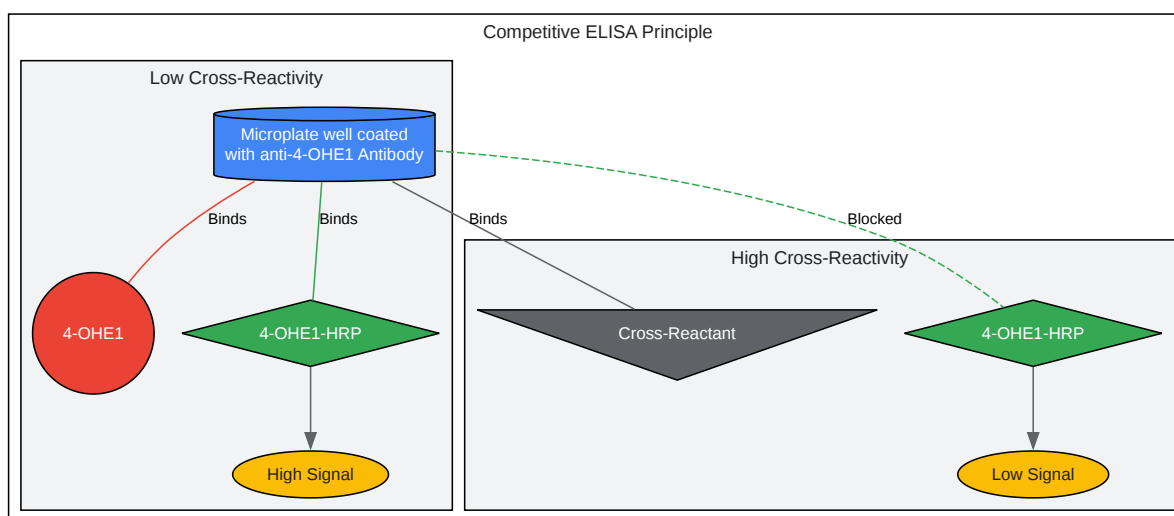 Competitive ELISA Principle
Low Cross-Reactivity
Microplate well coated
with anti-4-OHE1 Antibody
Binds
Binds
Binds
Blocked
High Cross-Reactivity
4-OHE1
4-OHE1-HRP
Cross-Reactant
4-OHE1-HRP
High Signal
Low Signal